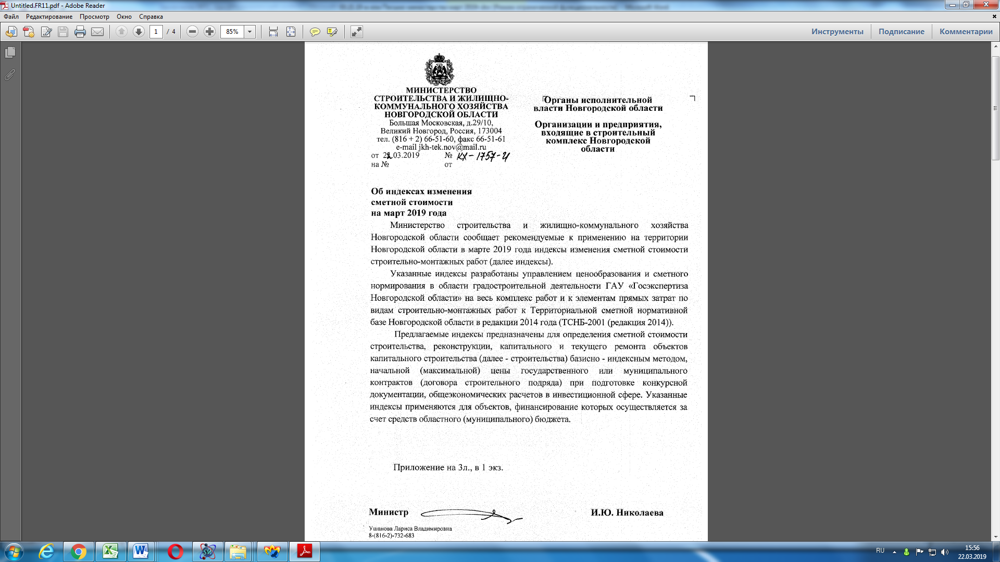 Untitled.FR11.pdf - Adobe Reader
Файл Редактирование Просмотр Окно Справка
1 / 4 85% Инструменты Подписание Комментарии
МИНИСТЕРСТВО
СТРОИТЕЛЬСТВА И ЖИЛИЩНО-
КОММУНАЛЬНОГО ХОЗЯЙСТВА
НОВГОРОДСКОЙ ОБЛАСТИ
Большая Московская, д.29/10,
Великий Новгород, Россия, 173004
тел. (816 + 2) 66-51-60, факс 66-51-61
e-mail jkh-tek.nov@mail.ru
от 22.03.2019 № КХ-1757-И
на № от
Органы исполнительной
власти Новгородской области
Организации и предприятия,
входящие в строительный
комплекс Новгородской
области
Об индексах изменения
сметной стоимости
на март 2019 года
Министерство строительства и жилищно-коммунального хозяйства
Новгородской области сообщает рекомендуемые к применению на территории
Новгородской области в марте 2019 года индексы изменения сметной стоимости
строительно-монтажных работ (далее индексы).
Указанные индексы разработаны управлением ценообразования и сметного
нормирования в области градостроительной деятельности ГАУ «Госэкспертиза
Новгородской области» на весь комплекс работ и к элементам прямых затрат по
видам строительно-монтажных работ к Территориальной сметной нормативной
базе Новгородской области в редакции 2014 года (ТСНБ-2001 (редакция 2014)).
Предлагаемые индексы предназначены для определения сметной стоимости
строительства, реконструкции, капитального и текущего ремонта объектов
капитального строительства (далее - строительства) базисно - индексным методом,
начальной (максимальной) цены государственного или муниципального
контрактов (договора строительного подряда) при подготовке конкурсной
документации, общеэкономических расчетов в инвестиционной сфере. Указанные
индексы применяются для объектов, финансирование которых осуществляется за
счет средств областного (муниципального) бюджета.
Приложение на 3л., в 1 экз.
Министр И.Ю. Николаева
Ушанова Лариса Владимировна
8-(816-2)-732-683
RU 15:56
22.03.2019